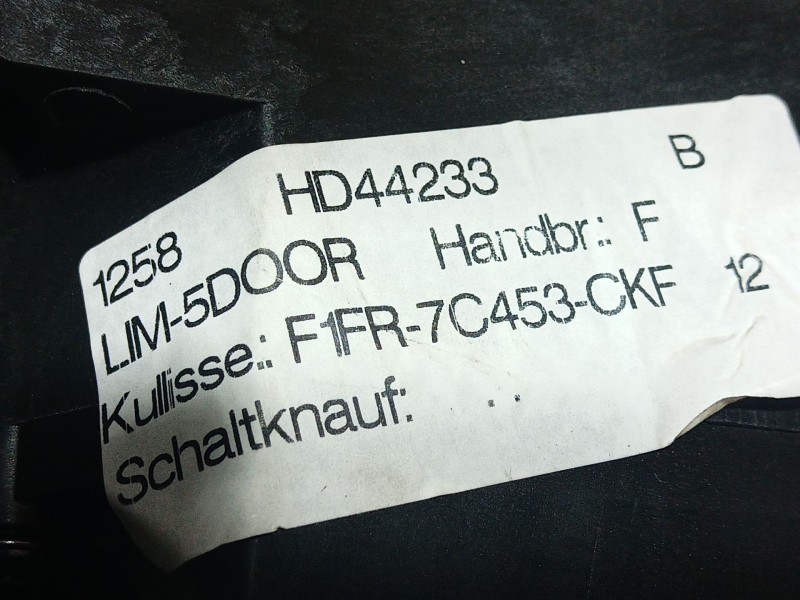 1258 HD44233 B
LIM-5DOOR Handbr.: F
Kullisse.: F1FR-7C453-CKF 12
Schaltknauf: . .